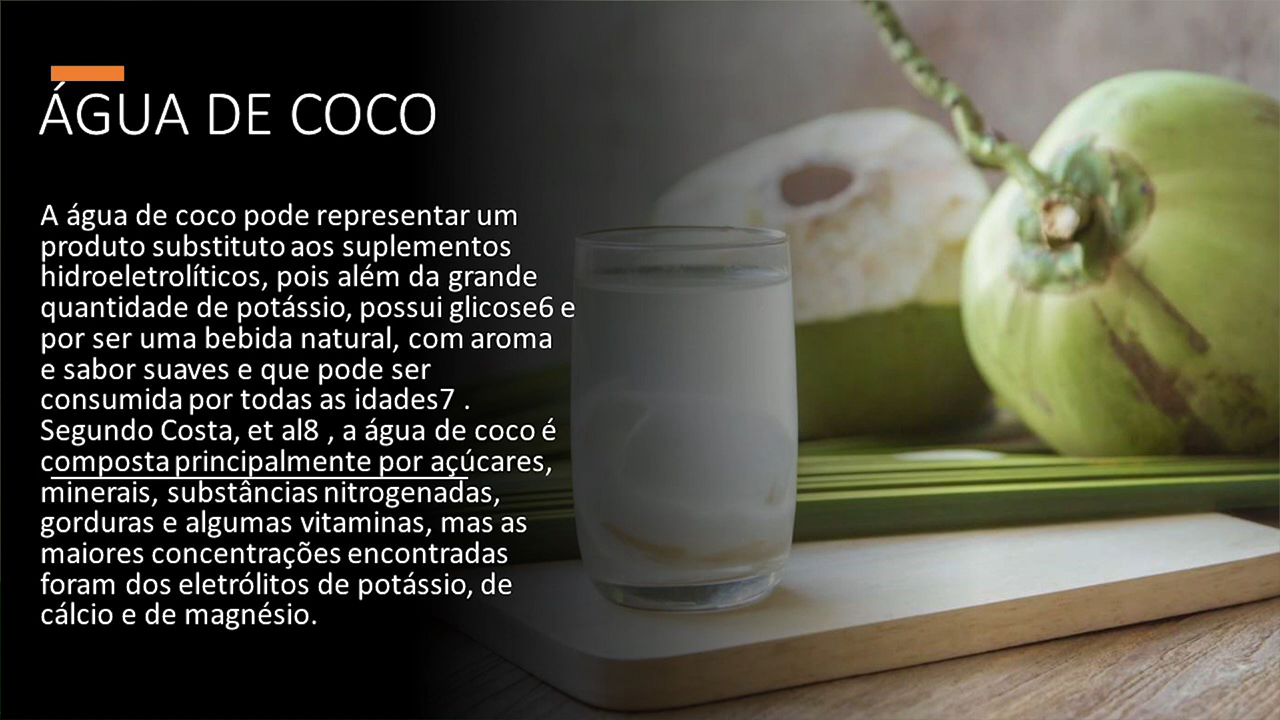 ÁGUA DE COCO
A água de coco pode representar um
produto substituto aos suplementos
hidroeletrolíticos, pois além da grande
quantidade de potássio, possui glicose6 e
por ser uma bebida natural, com aroma
e sabor suaves e que pode ser
consumida por todas as idades7 .
Segundo Costa, et al8 , a água de coco é
composta principalmente por açúcares,
minerais, substâncias nitrogenadas,
gorduras e algumas vitaminas, mas as
maiores concentrações encontradas
foram dos eletrólitos de potássio, de
cálcio e de magnésio.